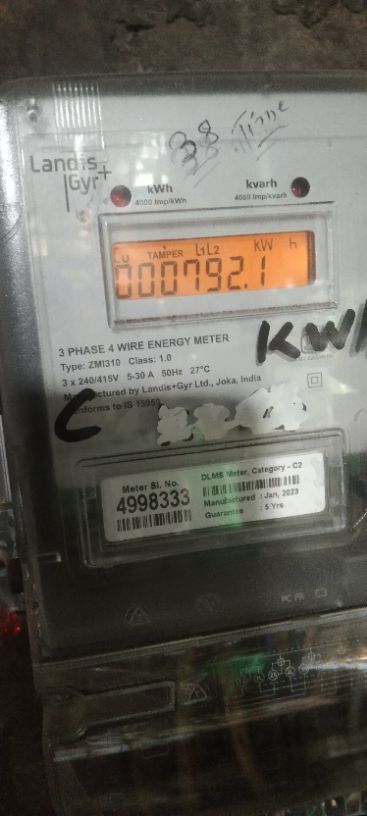 38 Time
Landis
Gyr+
kWh
4000 Imp/kWh
kvarh
4000 Imp/kvarh
Cu TAMPER L1L2 kW h
000792.1
3 PHASE 4 WIRE ENERGY METER
Type: ZMI310 Class: 1.0
3 x 240/415V 5-30 A 50Hz 27°C
Manufactured by Landis+Gyr Ltd., Joka, India
Conforms to IS 15959
KWh
C
Meter Sl. No.
4998333
DLMS Meter, Category - C2
Manufactured : Jan, 2023
Guarantee : 5 Yrs